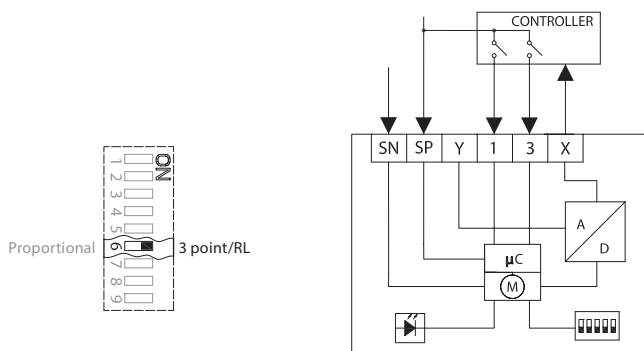 CONTROLLER
SN SP Y 1 3 X
ON
1
2
3
4
5
Proportional 6 3 point/RL
7
8
9
A
D
µC
M